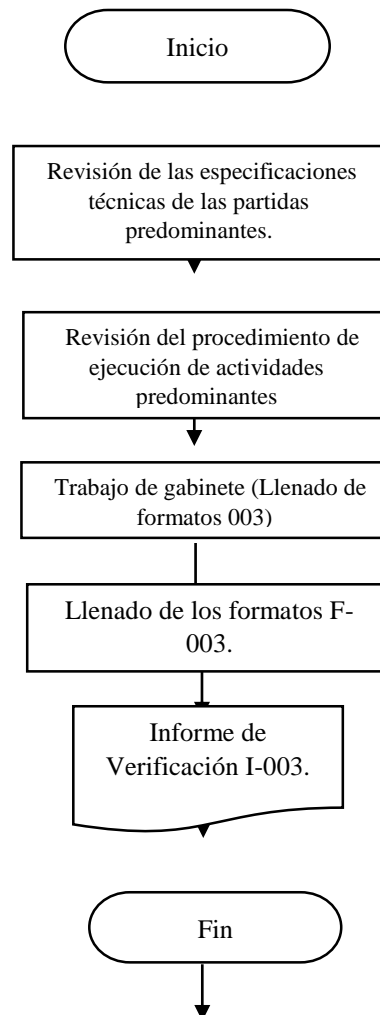 Inicio
Revisión de las especificaciones
técnicas de las partidas
predominantes.
Revisión del procedimiento de
ejecución de actividades
predominantes
Trabajo de gabinete (Llenado de
formatos 003)
Llenado de los formatos F-
003.
Informe de
Verificación I-003.
Fin